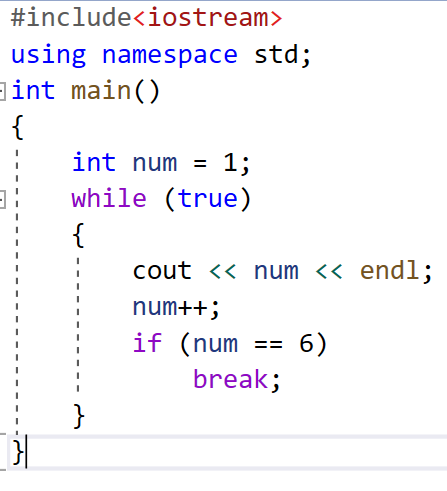 #include<iostream>
using namespace std;
int main()
{
    int num = 1;
    while (true)
    {
        cout << num << endl;
        num++;
        if (num == 6)
            break;
    }
}